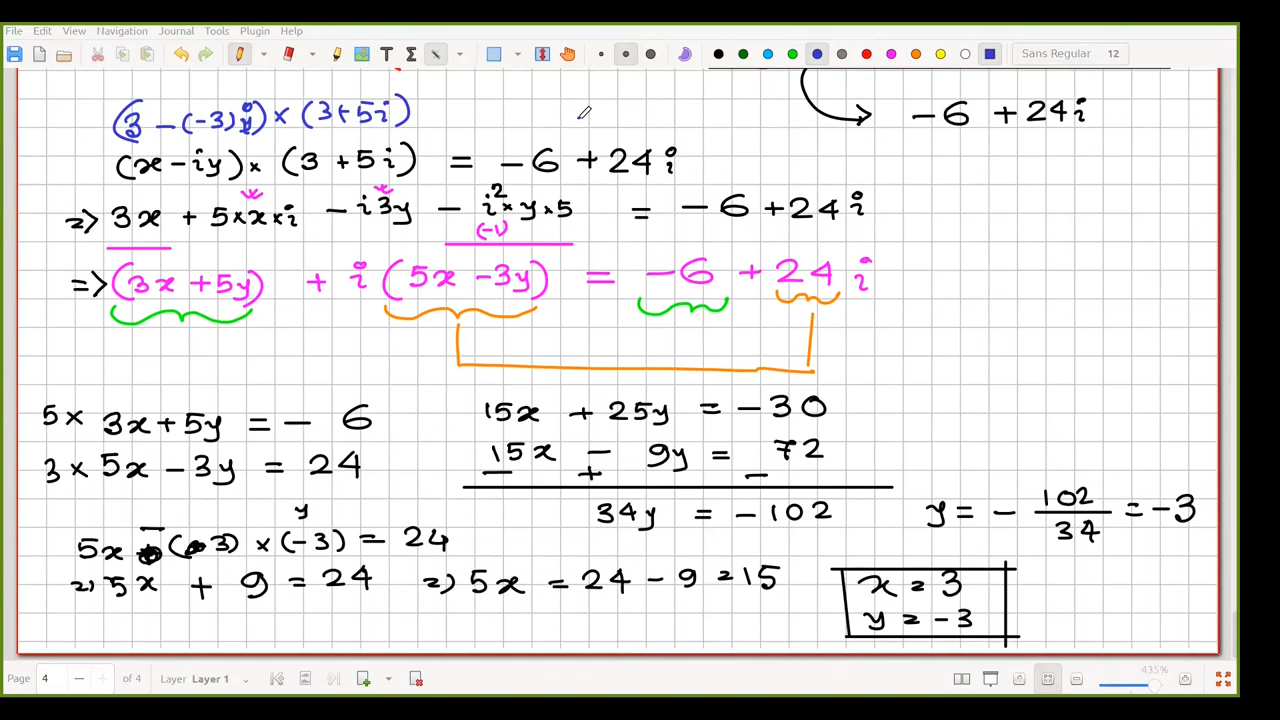 File Edit View Navigation Journal Tools Plugin Help
Sans Regular 12
(3 - (-3)i) × (3+5i)
-6 + 24i
(x - iy) × (3 + 5i) = -6 + 24i
=> 3x + 5×x×i - i3y - i²×y×5 = -6 + 24i
(-1)
=> (3x + 5y) + i(5x - 3y) = -6 + 24i
5× 3x + 5y = - 6
3× 5x - 3y = 24
15x + 25y = -30
15x - 9y = 72
- + -
34y = -102
y = - 102/34 = -3
y
5x - (3) × (-3) = 24
=> 5x + 9 = 24 => 5x = 24 - 9 = 15
x = 3
y = -3
Page 4 of 4 Layer Layer 1
435%